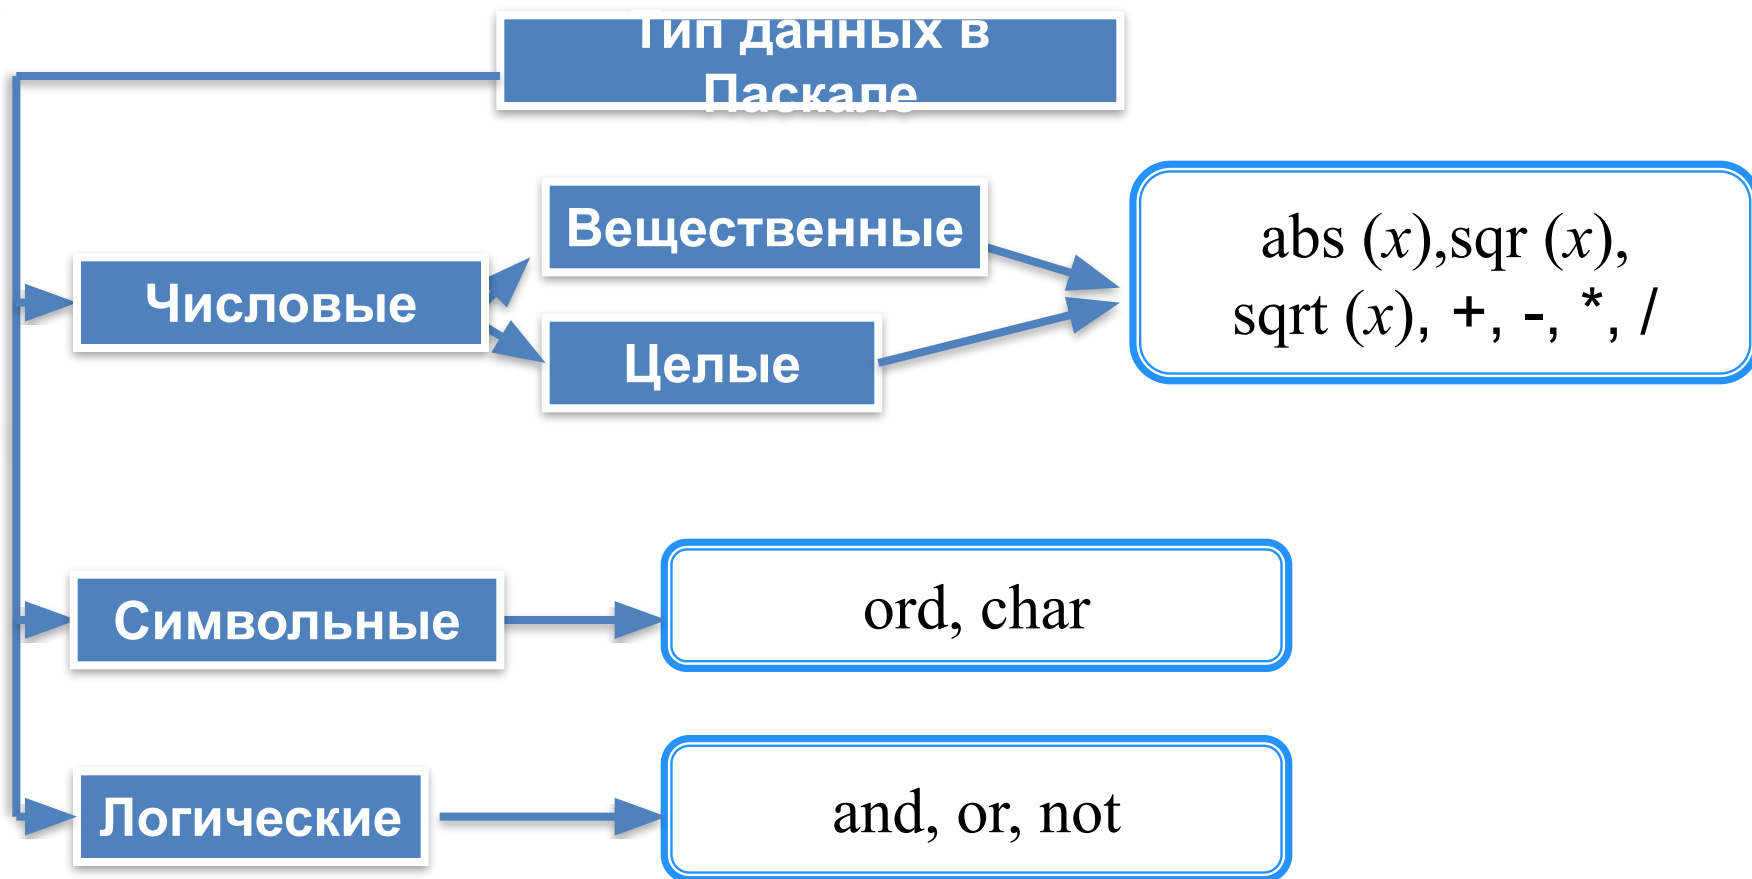 Тип данных в
Паскале
Вещественные
abs (x),sqr (x),
sqrt (x), +, -, *, /
Числовые
Целые
Символьные
ord, char
Логические
and, or, not